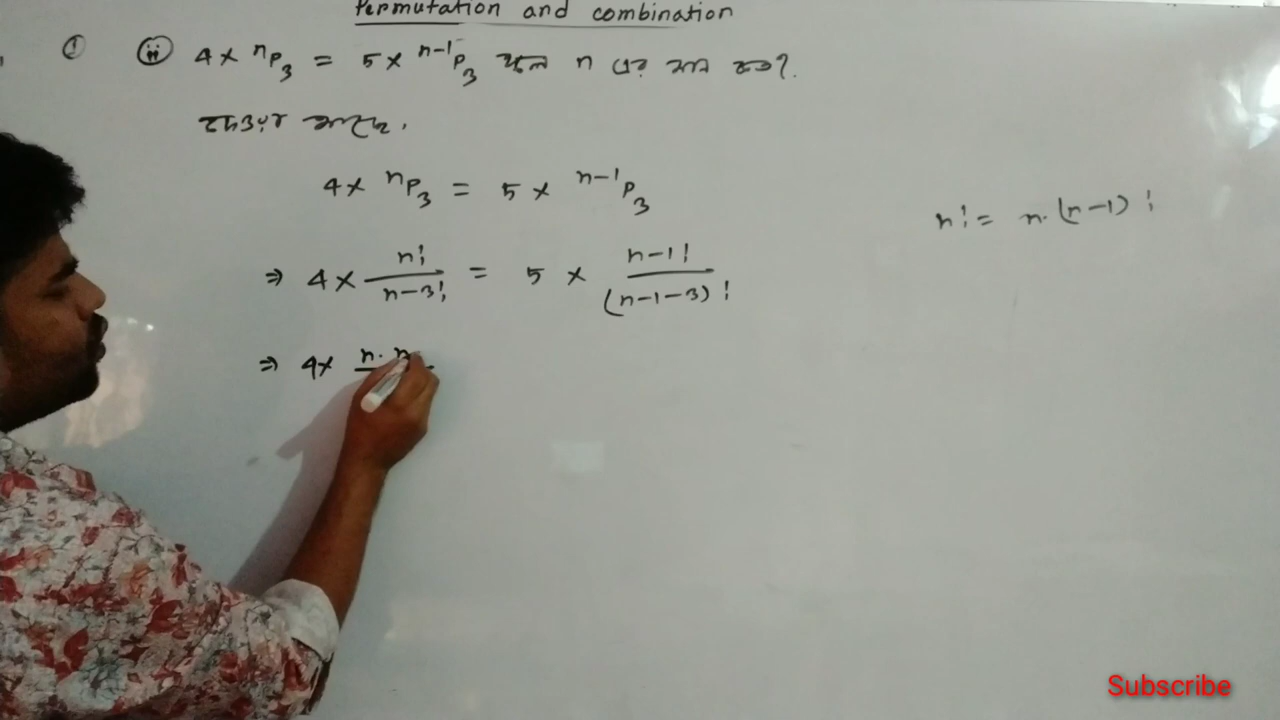 Permutation and combination
① ⓘⓘ 4 × ⁿP₃ = 5 × ⁿ⁻¹P₃ হলে n এর মান কত?
4 × ⁿP₃ = 5 × ⁿ⁻¹P₃
n! = n.(n-1)!
⇒ 4 × n!/n-3! = 5 × n-1!/(n-1-3)!
⇒ 4 × n. n
Subscribe